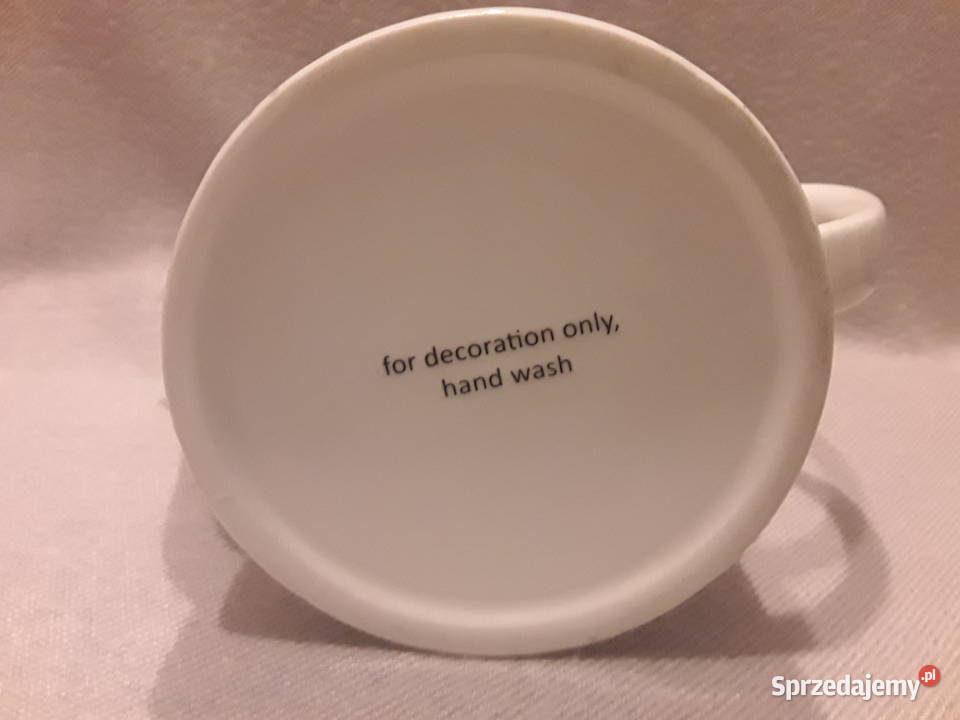 for decoration only,
hand wash
Sprzedajemy.pl